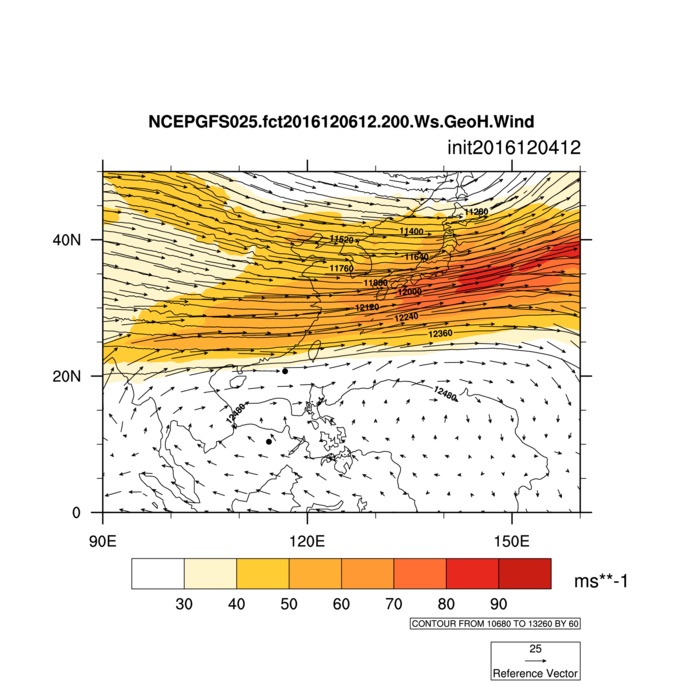 NCEPGFS025.fct2016120612.200.Ws.GeoH.Wind
init2016120412
11280
11400
11520
40N
11640
11760
11880
12000
12120
12240
12360
20N
12480
12480
0
90E 120E 150E
ms**-1
30 40 50 60 70 80 90
CONTOUR FROM 10680 TO 13260 BY 60
25
Reference Vector